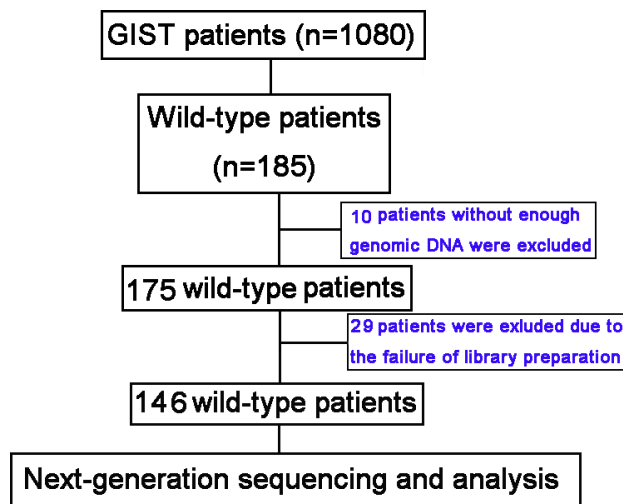 GIST patients (n=1080)
Wild-type patients
(n=185)
10 patients without enough
genomic DNA were excluded
175 wild-type patients
29 patients were exluded due to
the failure of library preparation
146 wild-type patients
Next-generation sequencing and analysis